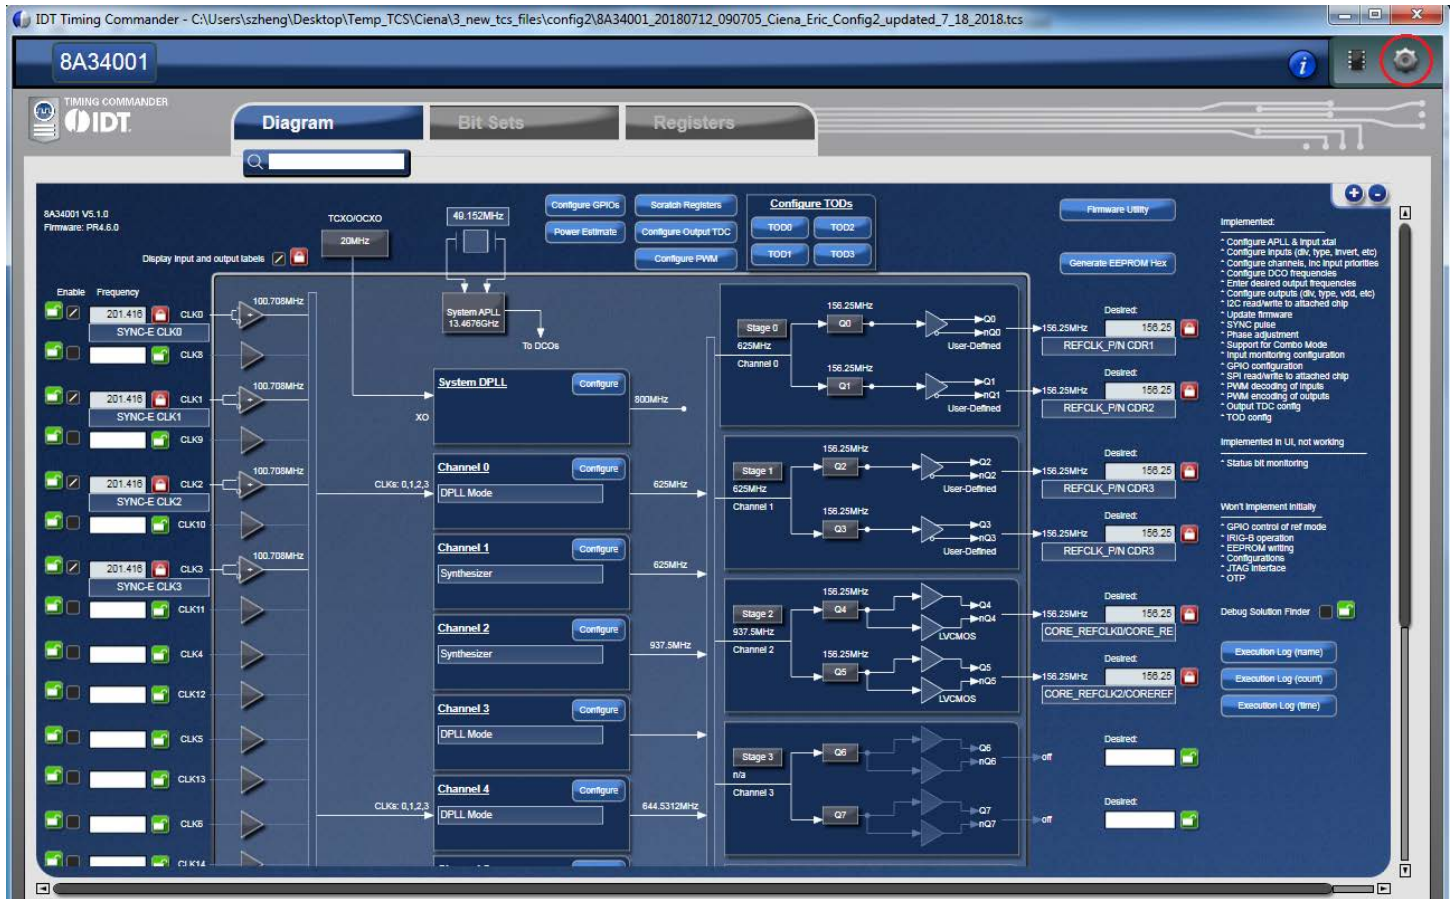 IDT Timing Commander - C:\Users\szheng\Desktop\Temp_TCS\Ciena\3_new_tcs_files\config2\8A34001_20180712_090705_Ciena_Eric_Config2_updated_7_18_2018.tcs
8A34001
i
TIMING COMMANDER
IDT
Diagram
Bit Sets
Registers
8A34001 V5.1.0
Firmware: PR4.6.0
Display input and output labels
TCXO/OCXO
20MHz
49.152MHz
System APLL
13.4676GHz
To DCOs
Configure GPIOs
Power Estimate
Scratch Registers
Configure Output TDC
Configure PWM
Configure TODs
TOD0
TOD2
TOD1
TOD3
Firmware Utility
Generate EEPROM Hex
Enable
Frequency
201.416
CLK0
100.708MHz
SYNC-E CLK0
CLK8
201.416
CLK1
100.708MHz
SYNC-E CLK1
CLK9
201.416
CLK2
100.708MHz
SYNC-E CLK2
CLK10
201.416
CLK3
100.708MHz
SYNC-E CLK3
CLK11
CLK4
CLK12
CLK5
CLK13
CLK6
CLK14
System DPLL
Configure
XO
800MHz
Channel 0
Configure
CLKs: 0,1,2,3
DPLL Mode
625MHz
Channel 1
Configure
Synthesizer
625MHz
Channel 2
Configure
Synthesizer
937.5MHz
Channel 3
Configure
DPLL Mode
Channel 4
Configure
CLKs: 0,1,2,3
DPLL Mode
644.5312MHz
Stage 0
625MHz
Channel 0
156.25MHz
Q0
Q0
nQ0
User-Defined
156.25MHz
Q1
Q1
nQ1
User-Defined
Stage 1
625MHz
Channel 1
156.25MHz
Q2
Q2
nQ2
User-Defined
156.25MHz
Q3
Q3
nQ3
User-Defined
Stage 2
937.5MHz
Channel 2
156.25MHz
Q4
Q4
nQ4
LVCMOS
156.25MHz
Q5
Q5
nQ5
LVCMOS
Stage 3
n/a
Channel 3
Q6
Q6
nQ6
Q7
Q7
nQ7
Desired:
156.25MHz
156.25
REFCLK_P/N CDR1
Desired:
156.25MHz
156.25
REFCLK_P/N CDR2
Desired:
156.25MHz
156.25
REFCLK_P/N CDR3
Desired:
156.25MHz
156.25
REFCLK_P/N CDR3
Desired:
156.25MHz
156.25
CORE_REFCLK0/CORE_RE
Desired:
156.25MHz
156.25
CORE_REFCLK2/COREREF
Desired:
off
Desired:
off
Implemented:
* Configure APLL & Input xtal
* Configure inputs (div, type, invert, etc)
* Configure channels, inc input priorities
* Configure DCO frequencies
* Enter desired output frequencies
* Configure outputs (div, type, vdd, etc)
* I2C read/write to attached chip
* Update firmware
* SYNC pulse
* Phase adjustment
* Support for Combo Mode
* Input monitoring configuration
* GPIO configuration
* SPI read/write to attached chip
* PWM decoding of inputs
* PWM encoding of outputs
* Output TDC config
* TOD config
Implemented in UI, not working
* Status bit monitoring
Won't Implement Initially
* GPIO control of ref mode
* IRIG-B operation
* EEPROM writing
* Configurations
* JTAG Interface
* OTP
Debug Solution Finder
Execution Log (name)
Execution Log (count)
Execution Log (time)